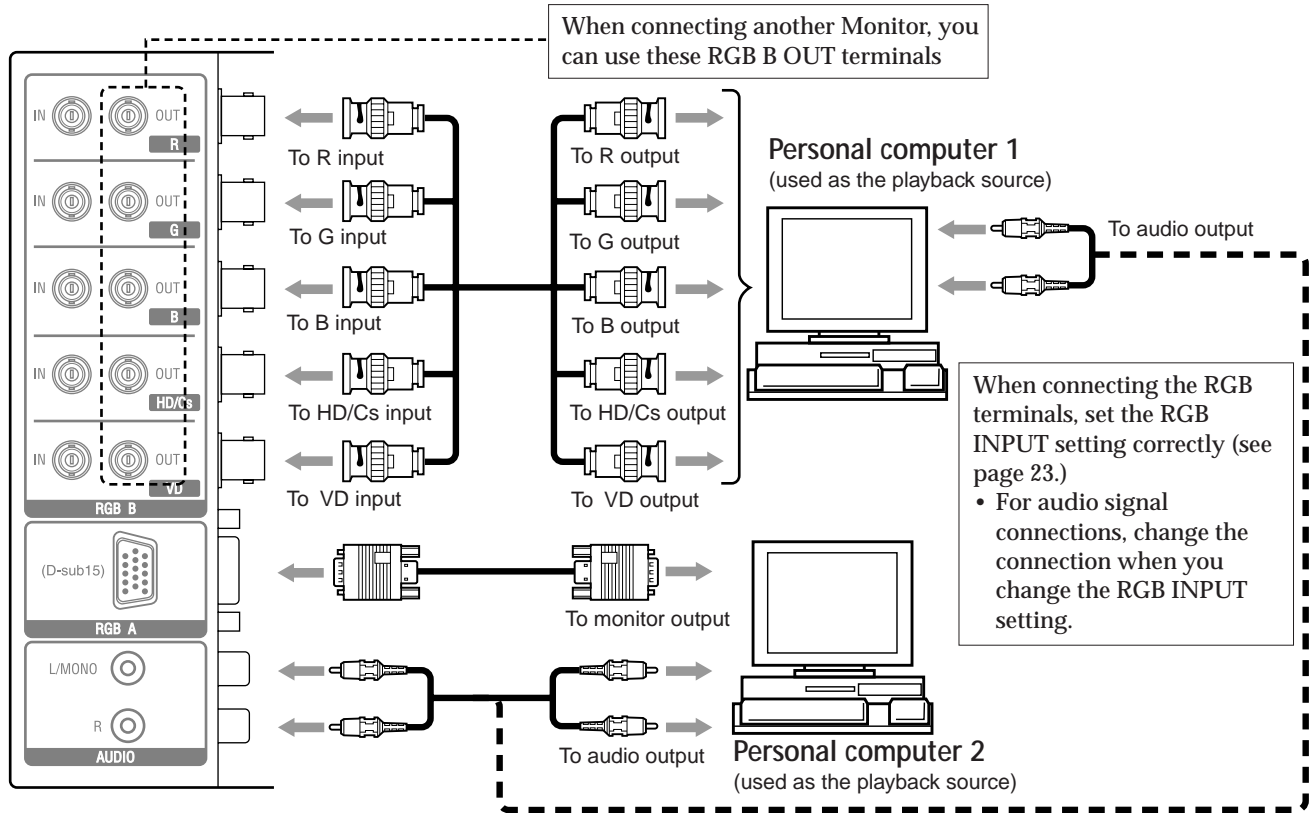 When connecting another Monitor, you
can use these RGB B OUT terminals
IN OUT
R
IN OUT
G
IN OUT
B
IN OUT
HD/Cs
IN OUT
VD
RGB B
(D-sub15)
RGB A
L/MONO
R
AUDIO
To R input
To G input
To B input
To HD/Cs input
To VD input
To R output
To G output
To B output
To HD/Cs output
To VD output
To monitor output
To audio output
Personal computer 1
(used as the playback source)
To audio output
When connecting the RGB
terminals, set the RGB
INPUT setting correctly (see
page 23.)
• For audio signal
connections, change the
connection when you
change the RGB INPUT
setting.
Personal computer 2
(used as the playback source)